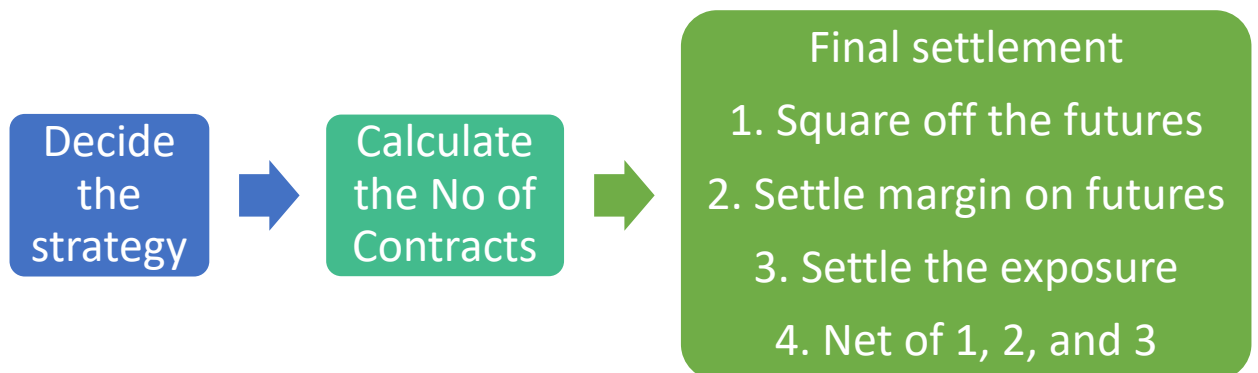 Decide
the
strategy
Calculate
the No of
Contracts
Final settlement
1. Square off the futures
2. Settle margin on futures
3. Settle the exposure
4. Net of 1, 2, and 3